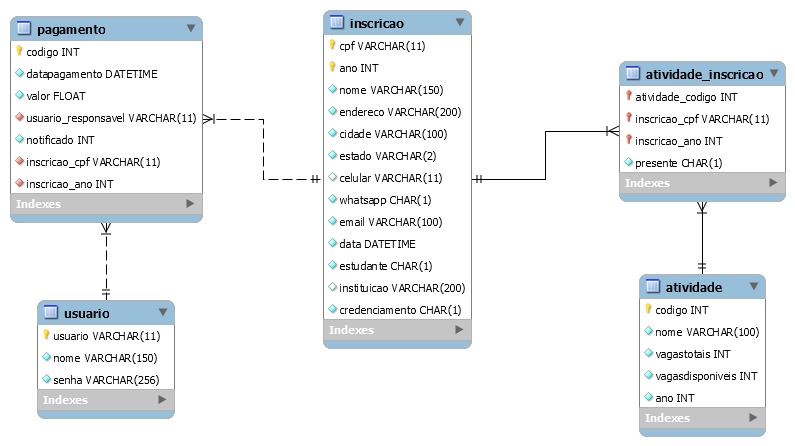 pagamento
codigo INT
datapagamento DATETIME
valor FLOAT
usuario_responsavel VARCHAR(11)
notificado INT
inscricao_cpf VARCHAR(11)
inscricao_ano INT
Indexes
usuario
usuario VARCHAR(11)
nome VARCHAR(150)
senha VARCHAR(256)
Indexes
inscricao
cpf VARCHAR(11)
ano INT
nome VARCHAR(150)
endereco VARCHAR(200)
cidade VARCHAR(100)
estado VARCHAR(2)
celular VARCHAR(11)
whatsapp CHAR(1)
email VARCHAR(100)
data DATETIME
estudante CHAR(1)
instituicao VARCHAR(200)
credenciamento CHAR(1)
Indexes
atividade_inscricao
atividade_codigo INT
inscricao_cpf VARCHAR(11)
inscricao_ano INT
presente CHAR(1)
Indexes
atividade
codigo INT
nome VARCHAR(100)
vagastotais INT
vagasdisponiveis INT
ano INT
Indexes